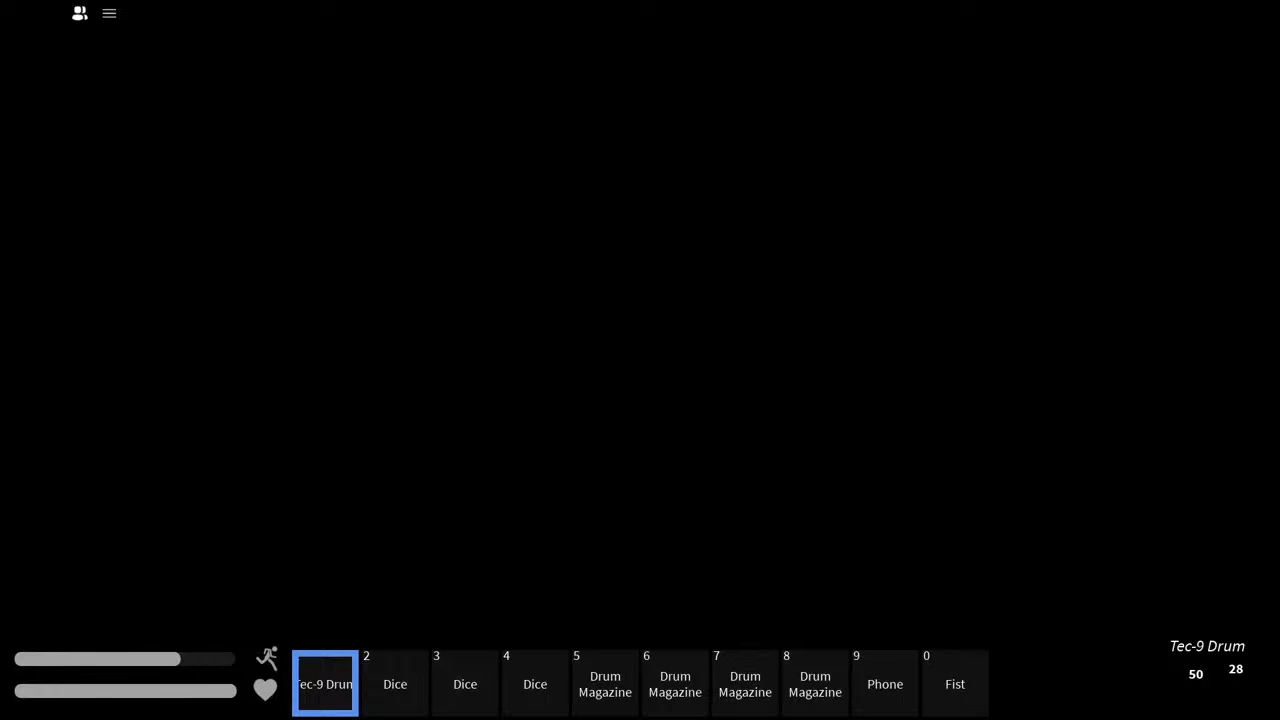 Tec-9 Drum
50
28
ec-9 Drum
2
Dice
3
Dice
4
Dice
5
Drum
Magazine
6
Drum
Magazine
7
Drum
Magazine
8
Drum
Magazine
9
Phone
0
Fist